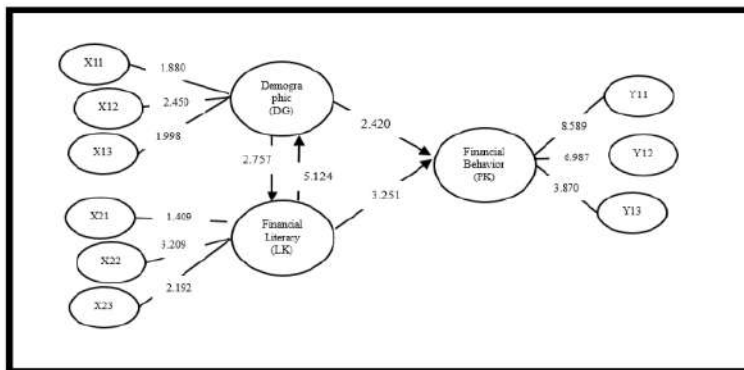 X11
1.880
X12
2.450
X13
1.998
Demogra
phic
(DG)
2.420
2.757
5.124
X21
1.409
X22
3.209
X23
2.192
Financial
Literacy
(LK)
3.251
Financial
Behavior
(PK)
8.589
Y11
Y12
3.870
Y13